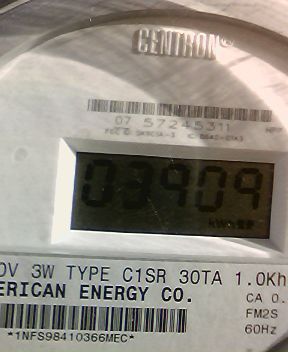 CENTRON®
07 57245311
03909
kWh
0V 3W TYPE C1SR 30TA 1.0Kh
ERICAN ENERGY CO. CA 0.
FM2S
60Hz
*1NFS98410366MEC*